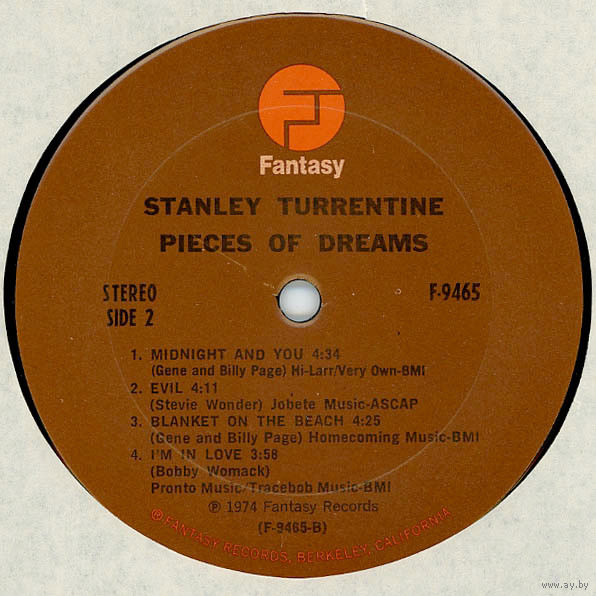 Fantasy
STANLEY TURRENTINE
PIECES OF DREAMS
STEREO
SIDE 2
F-9465
1. MIDNIGHT AND YOU 4:34
(Gene and Billy Page) Hi-Larr/Very Own-BMI
2. EVIL 4:11
(Stevie Wonder) Jobete Music-ASCAP
3. BLANKET ON THE BEACH 4:25
(Gene and Billy Page) Homecoming Music-BMI
4. I'M IN LOVE 3:58
(Bobby Womack)
Pronto Music/Tracebob Music-BMI
℗ 1974 Fantasy Records
(F-9465-B)
℗FANTASY RECORDS, BERKELEY, CALIFORNIA
www.ay.by